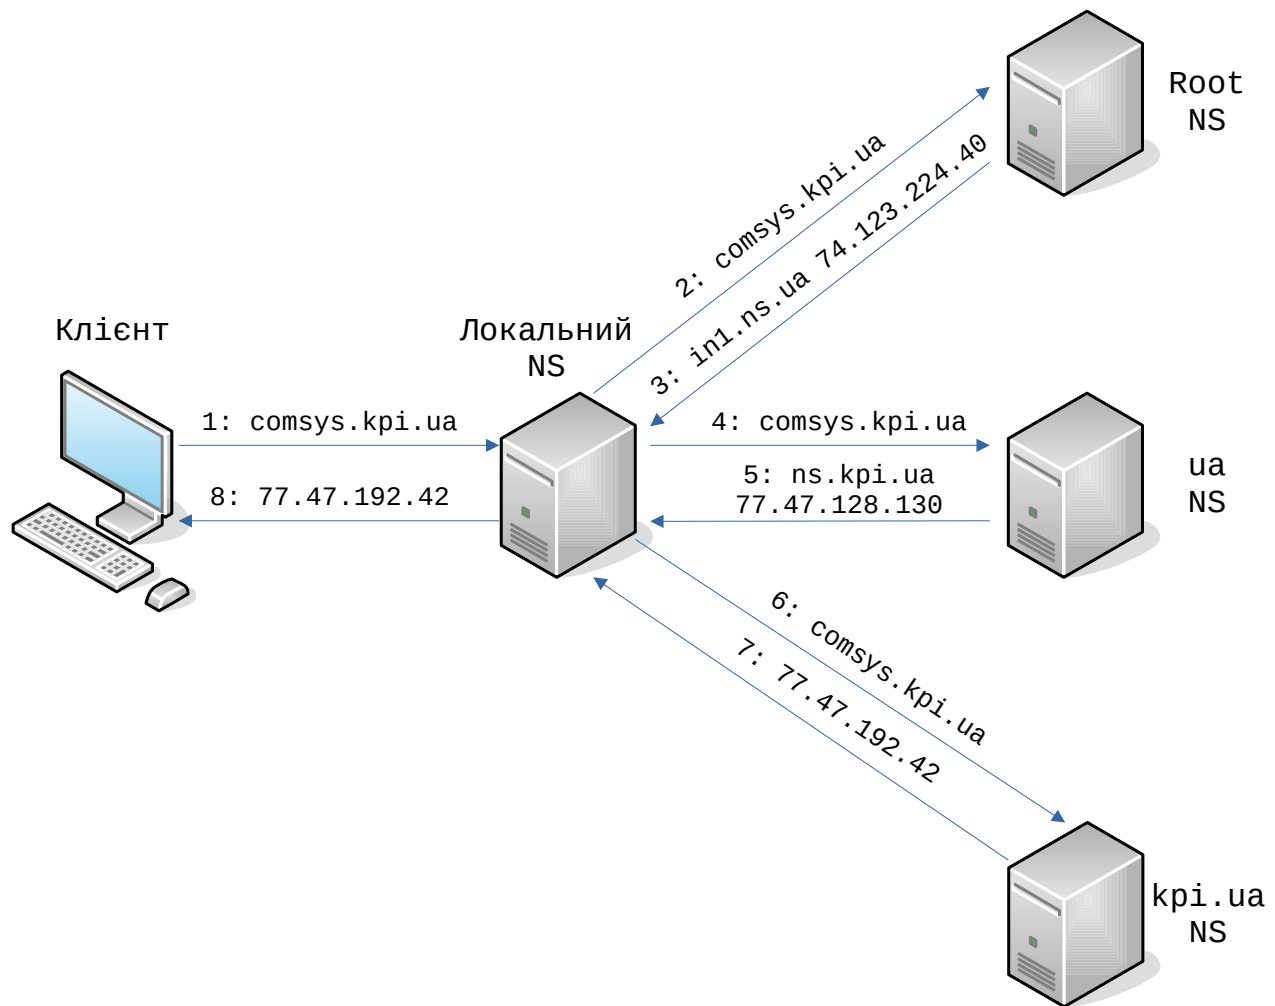 Root
NS
2: comsys.kpi.ua
3: in1.ns.ua 74.123.224.40
Клієнт
Локальний
NS
1: comsys.kpi.ua
4: comsys.kpi.ua
8: 77.47.192.42
5: ns.kpi.ua
77.47.128.130
ua
NS
6: comsys.kpi.ua
7: 77.47.192.42
kpi.ua
NS